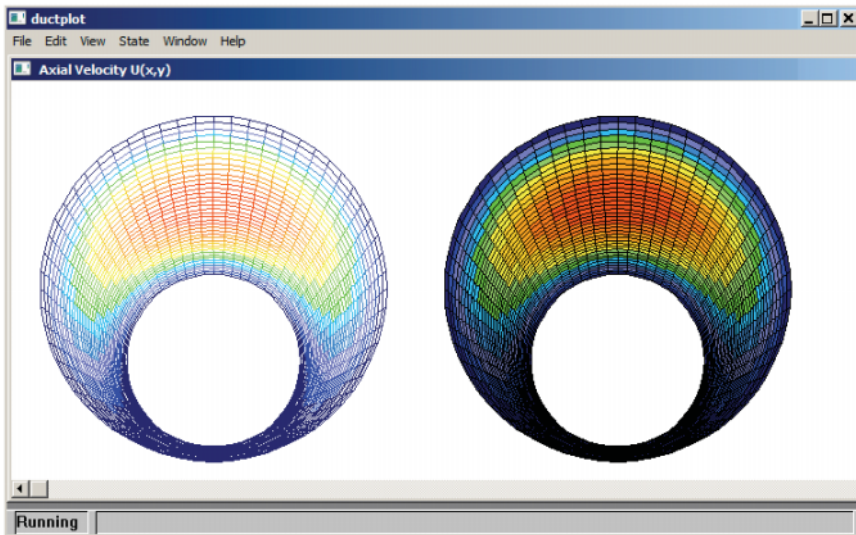 ductplot
File Edit View State Window Help
Axial Velocity U(x,y)
Running